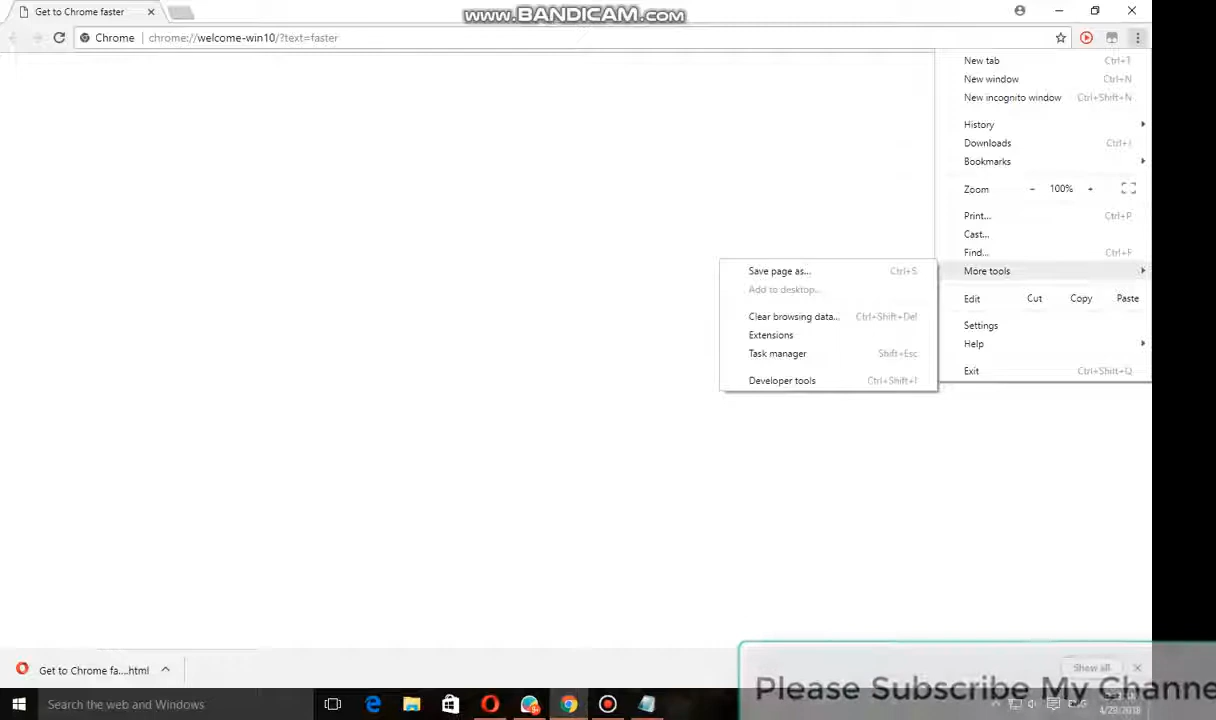 Get to Chrome faster
www.BANDICAM.com
Chrome chrome://welcome-win10/?text=faster
New tab Ctrl+T
New window Ctrl+N
New incognito window Ctrl+Shift+N
History
Downloads Ctrl+J
Bookmarks
Zoom - 100% +
Print... Ctrl+P
Cast...
Find... Ctrl+F
More tools
Save page as... Ctrl+S
Add to desktop...
Clear browsing data... Ctrl+Shift+Del
Extensions
Task manager Shift+Esc
Developer tools Ctrl+Shift+I
Edit Cut Copy Paste
Settings
Help
Exit Ctrl+Shift+Q
Get to Chrome fa....html
Show all
Please Subscribe My Channe
Search the web and Windows
4/29/2018